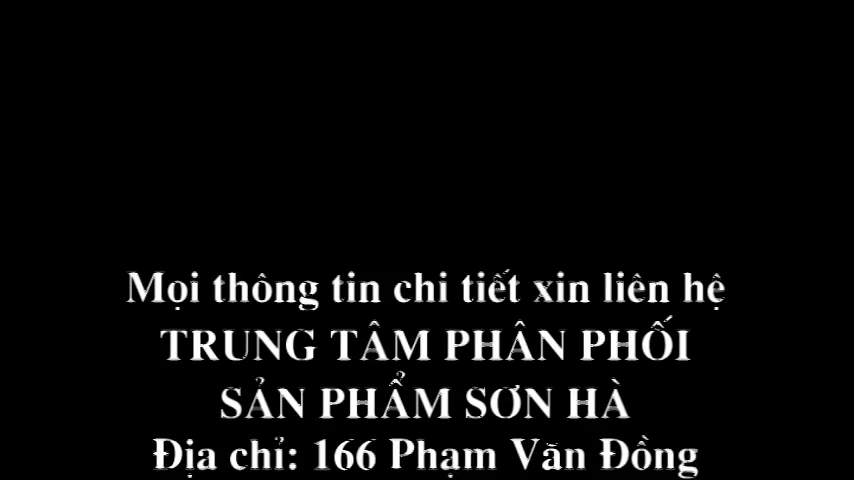 Mọi thông tin chi tiết xin liên hệ
TRUNG TÂM PHÂN PHỐI
SẢN PHẨM SƠN HÀ
Địa chỉ: 166 Phạm Văn Đồng